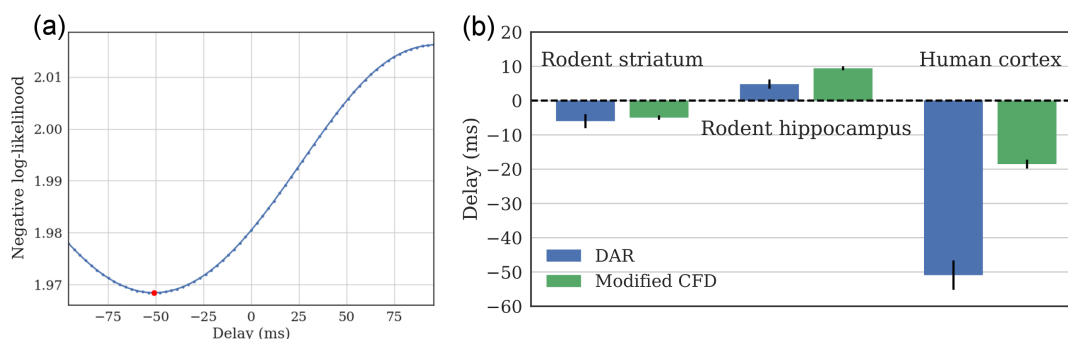 (a)
Negative log-likelihood
2.01
2.00
1.99
1.98
1.97
−75
−50
−25
0
25
50
75
Delay (ms)
(b)
Delay (ms)
20
10
0
−10
−20
−30
−40
−50
−60
Rodent striatum
Human cortex
Rodent hippocampus
DAR
Modified CFD